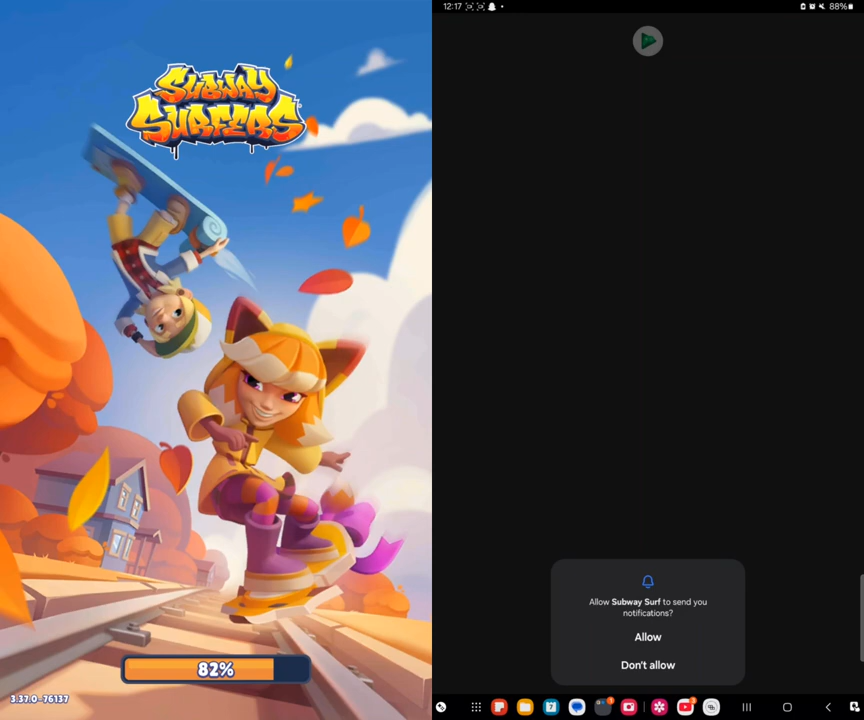 SUBWAY
SURFERS
82%
3.37.0-76137
12:17
88%
Allow Subway Surf to send you
notifications?
Allow
Don't allow